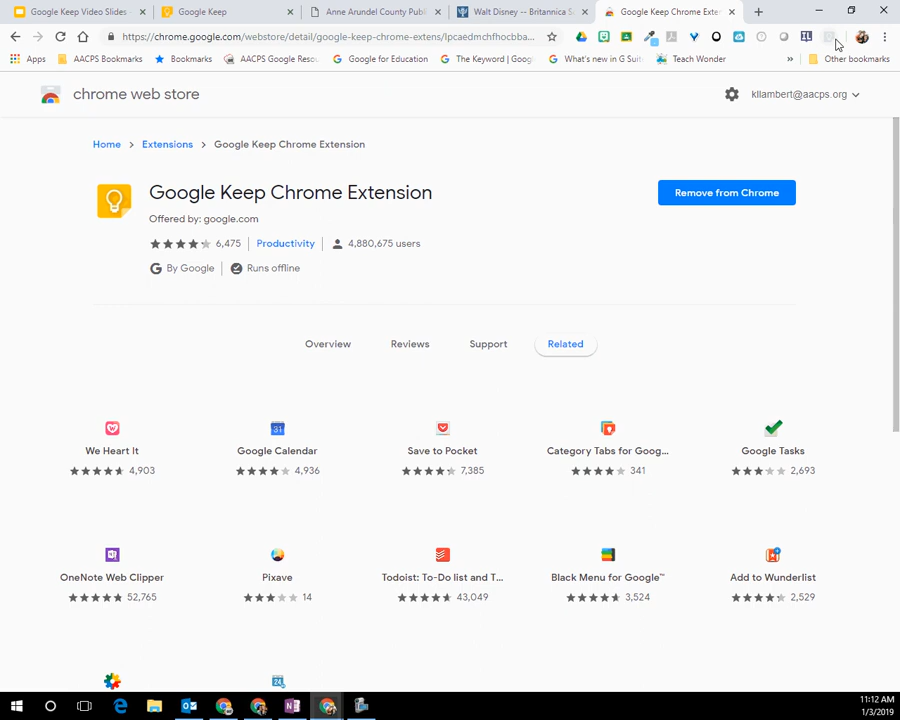 Google Keep Video Slides -
Google Keep
Anne Arundel County Publ
Walt Disney -- Britannica S
Google Keep Chrome Exten
https://chrome.google.com/webstore/detail/google-keep-chrome-extens/lpcaedmchfhocbba...
Apps
AACPS Bookmarks
Bookmarks
AACPS Google Resou
Google for Education
The Keyword | Googl
What's new in G Suite
Teach Wonder
»
Other bookmarks
chrome web store
kllambert@aacps.org
Home > Extensions > Google Keep Chrome Extension
Google Keep Chrome Extension
Remove from Chrome
Offered by: google.com
6,475 Productivity 4,880,675 users
By Google Runs offline
Overview Reviews Support Related
We Heart It
4,903
Google Calendar
4,936
Save to Pocket
7,385
Category Tabs for Goog...
341
Google Tasks
2,693
OneNote Web Clipper
52,765
Pixave
14
Todoist: To-Do list and T...
43,049
Black Menu for Google™
3,524
Add to Wunderlist
2,529
11:12 AM
1/3/2019